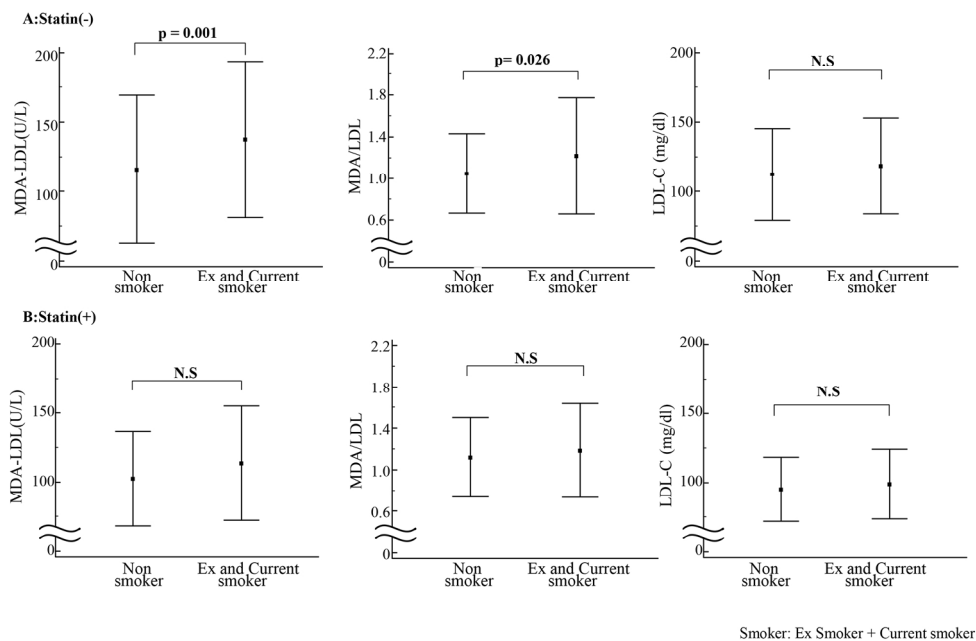 A:Statin(-)
p = 0.001
200
150
100
0
MDA-LDL(U/L)
Non
smoker
Ex and Current
smoker
p= 0.026
2.2
1.8
1.4
1.0
0.6
0
MDA/LDL
Non
smoker
Ex and Current
smoker
N.S
200
150
100
0
LDL-C (mg/dl)
Non
smoker
Ex and Current
smoker
B:Statin(+)
N.S
200
150
100
0
MDA-LDL(U/L)
Non
smoker
Ex and Current
smoker
N.S
2.2
1.8
1.4
1.0
0.6
0
MDA/LDL
Non
smoker
Ex and Current
smoker
N.S
200
150
100
0
LDL-C (mg/dl)
Non
smoker
Ex and Current
smoker
Smoker: Ex Smoker + Current smoker